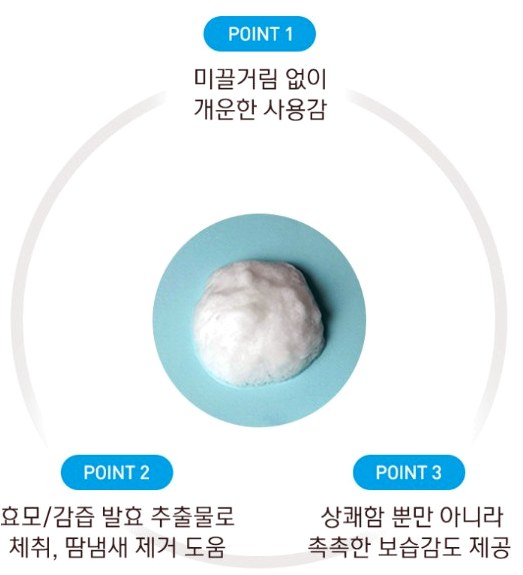 POINT 1
미끌거림 없이
개운한 사용감
POINT 2
효모/감즙 발효 추출물로
체취, 땀냄새 제거 도움
POINT 3
상쾌함 뿐만 아니라
촉촉한 보습감도 제공